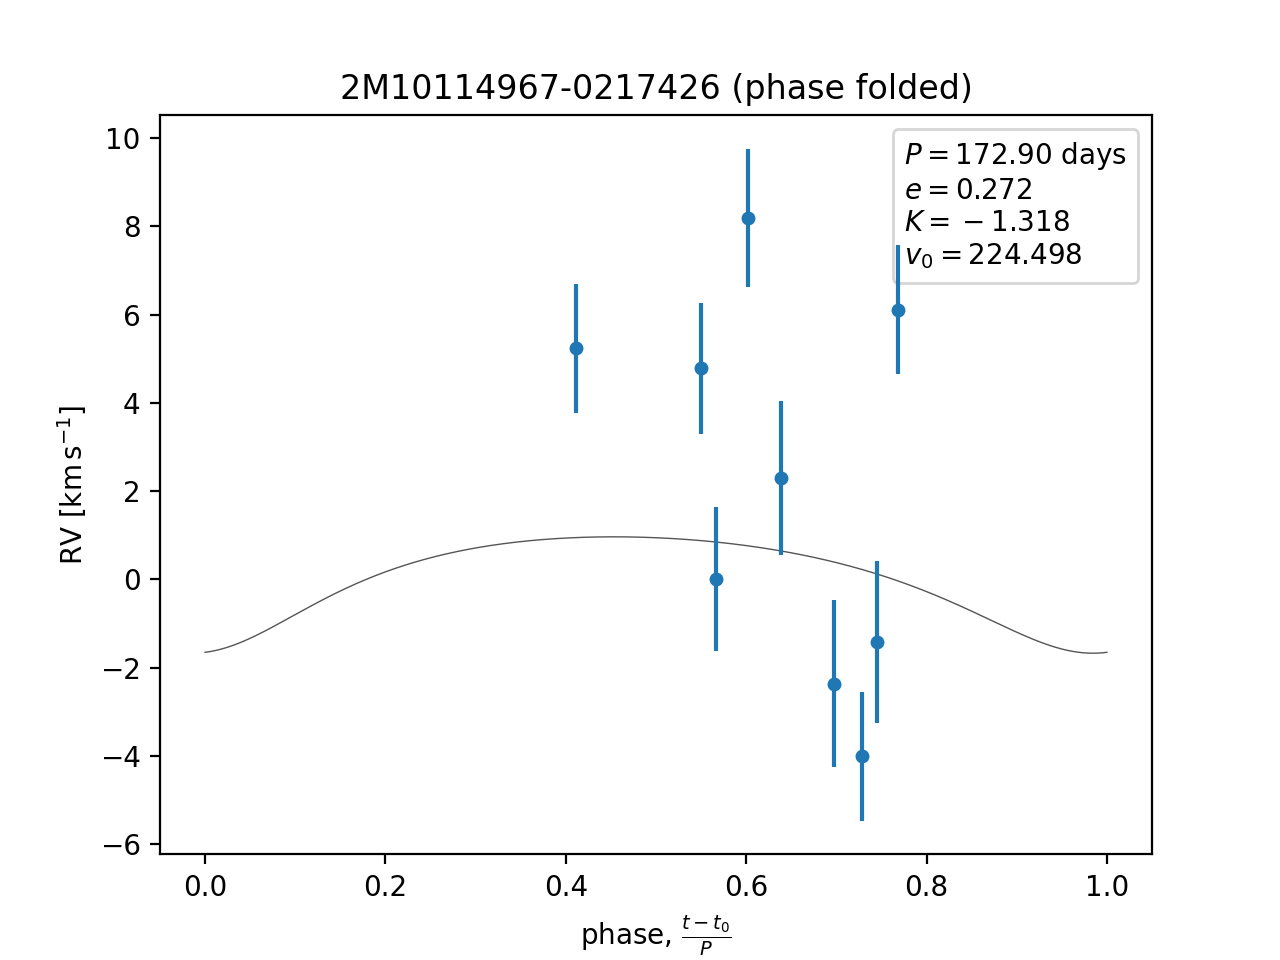 2M10114967-0217426 (phase folded)
P = 172.90 days
e = 0.272
K = −1.318
v₀ = 224.498
10
8
6
4
2
0
−2
−4
−6
RV [km s⁻¹]
0.0 0.2 0.4 0.6 0.8 1.0
phase, (t − t₀)/P